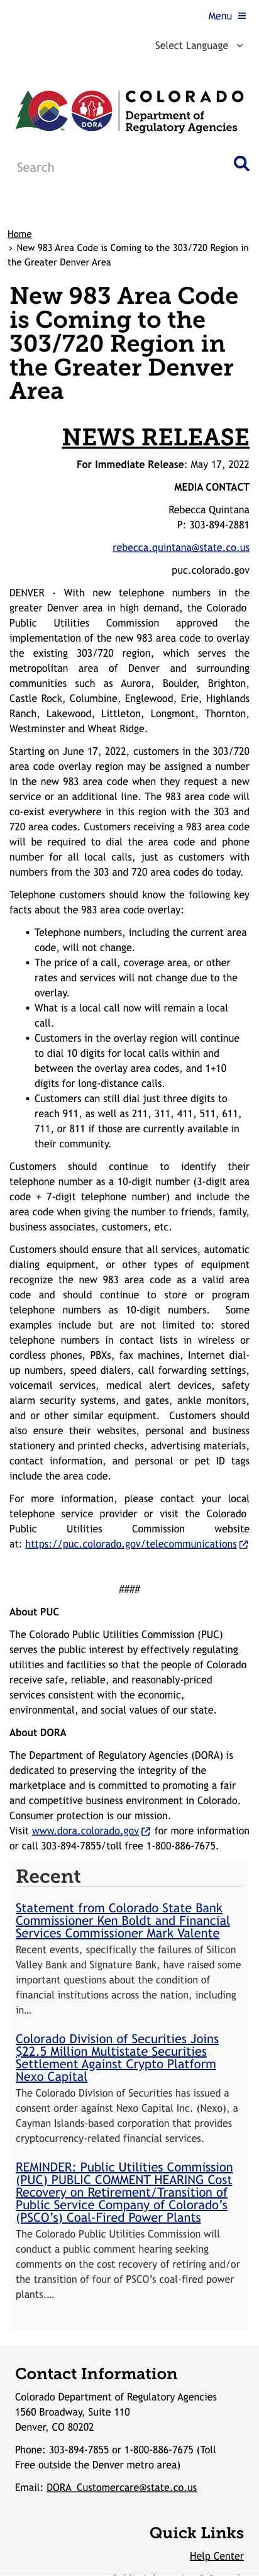 Menu ≡
Select Language
CO
DORA
COLORADO
Department of
Regulatory Agencies
Search
Home
› New 983 Area Code is Coming to the 303/720 Region in
the Greater Denver Area
New 983 Area Code
is Coming to the
303/720 Region in
the Greater Denver
Area
NEWS RELEASE
For Immediate Release: May 17, 2022
MEDIA CONTACT
Rebecca Quintana
P: 303-894-2881
rebecca.quintana@state.co.us
puc.colorado.gov
DENVER - With new telephone numbers in the
greater Denver area in high demand, the Colorado
Public Utilities Commission approved the
implementation of the new 983 area code to overlay
the existing 303/720 region, which serves the
metropolitan area of Denver and surrounding
communities such as Aurora, Boulder, Brighton,
Castle Rock, Columbine, Englewood, Erie, Highlands
Ranch, Lakewood, Littleton, Longmont, Thornton,
Westminster and Wheat Ridge.
Starting on June 17, 2022, customers in the 303/720
area code overlay region may be assigned a number
in the new 983 area code when they request a new
service or an additional line. The 983 area code will
co-exist everywhere in this region with the 303 and
720 area codes. Customers receiving a 983 area code
will be required to dial the area code and phone
number for all local calls, just as customers with
numbers from the 303 and 720 area codes do today.
Telephone customers should know the following key
facts about the 983 area code overlay:
• Telephone numbers, including the current area
code, will not change.
• The price of a call, coverage area, or other
rates and services will not change due to the
overlay.
• What is a local call now will remain a local
call.
• Customers in the overlay region will continue
to dial 10 digits for local calls within and
between the overlay area codes, and 1+10
digits for long-distance calls.
• Customers can still dial just three digits to
reach 911, as well as 211, 311, 411, 511, 611,
711, or 811 if those are currently available in
their community.
Customers should continue to identify their
telephone number as a 10-digit number (3-digit area
code + 7-digit telephone number) and include the
area code when giving the number to friends, family,
business associates, customers, etc.
Customers should ensure that all services, automatic
dialing equipment, or other types of equipment
recognize the new 983 area code as a valid area
code and should continue to store or program
telephone numbers as 10-digit numbers. Some
examples include but are not limited to: stored
telephone numbers in contact lists in wireless or
cordless phones, PBXs, fax machines, Internet dial-
up numbers, speed dialers, call forwarding settings,
voicemail services, medical alert devices, safety
alarm security systems, and gates, ankle monitors,
and or other similar equipment. Customers should
also ensure their websites, personal and business
stationery and printed checks, advertising materials,
contact information, and personal or pet ID tags
include the area code.
For more information, please contact your local
telephone service provider or visit the Colorado
Public Utilities Commission website
at: https://puc.colorado.gov/telecommunications
####
About PUC
The Colorado Public Utilities Commission (PUC)
serves the public interest by effectively regulating
utilities and facilities so that the people of Colorado
receive safe, reliable, and reasonably-priced
services consistent with the economic,
environmental, and social values of our state.
About DORA
The Department of Regulatory Agencies (DORA) is
dedicated to preserving the integrity of the
marketplace and is committed to promoting a fair
and competitive business environment in Colorado.
Consumer protection is our mission.
Visit www.dora.colorado.gov for more information
or call 303-894-7855/toll free 1-800-886-7675.
Recent
Statement from Colorado State Bank
Commissioner Ken Boldt and Financial
Services Commissioner Mark Valente
Recent events, specifically the failures of Silicon
Valley Bank and Signature Bank, have raised some
important questions about the condition of
financial institutions across the nation, including
in...
Colorado Division of Securities Joins
$22.5 Million Multistate Securities
Settlement Against Crypto Platform
Nexo Capital
The Colorado Division of Securities has issued a
consent order against Nexo Capital Inc. (Nexo), a
Cayman Islands-based corporation that provides
cryptocurrency-related financial services.
REMINDER: Public Utilities Commission
(PUC) PUBLIC COMMENT HEARING Cost
Recovery on Retirement/Transition of
Public Service Company of Colorado’s
(PSCO’s) Coal-Fired Power Plants
The Colorado Public Utilities Commission will
conduct a public comment hearing seeking
comments on the cost recovery of retiring and/or
the transition of four of PSCO’s coal-fired power
plants....
Contact Information
Colorado Department of Regulatory Agencies
1560 Broadway, Suite 110
Denver, CO 80202
Phone: 303-894-7855 or 1-800-886-7675 (Toll
Free outside the Denver metro area)
Email: DORA_Customercare@state.co.us
Quick Links
Help Center